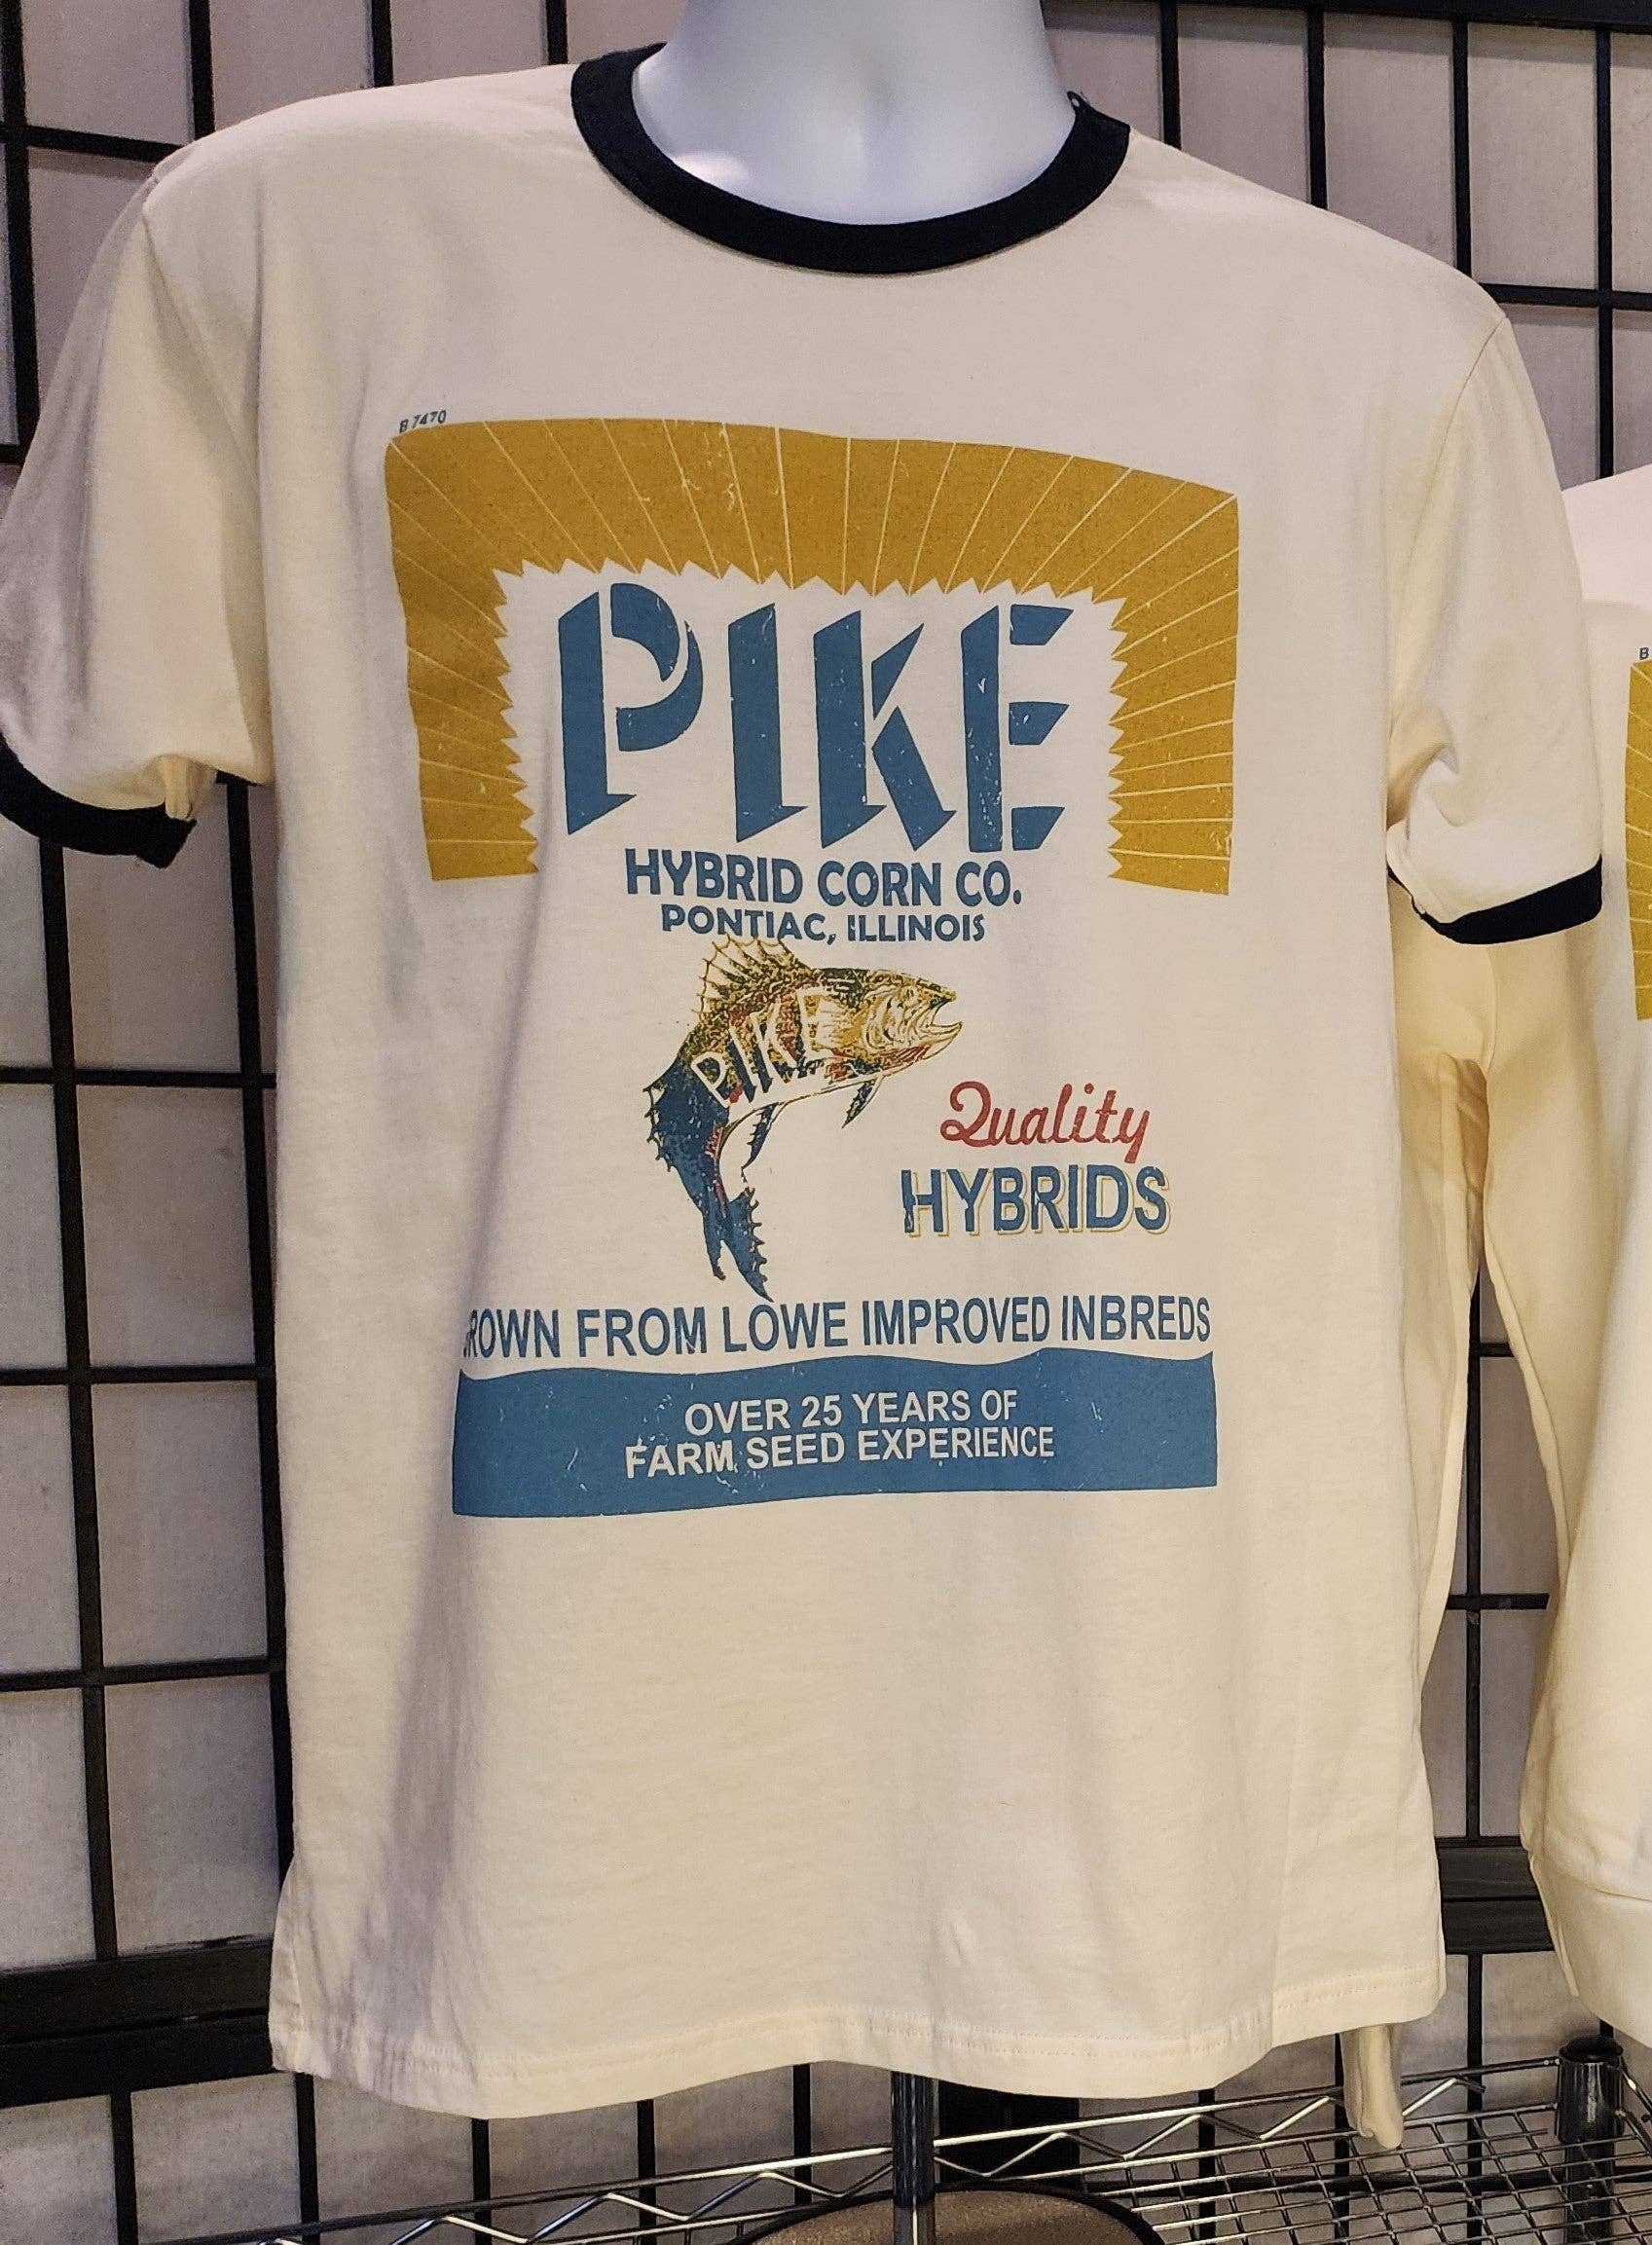 B 7470
PIKE
HYBRID CORN CO.
PONTIAC, ILLINOIS
PIKE
Quality
HYBRIDS
ROWN FROM LOWE IMPROVED INBREDS
OVER 25 YEARS OF
FARM SEED EXPERIENCE
B